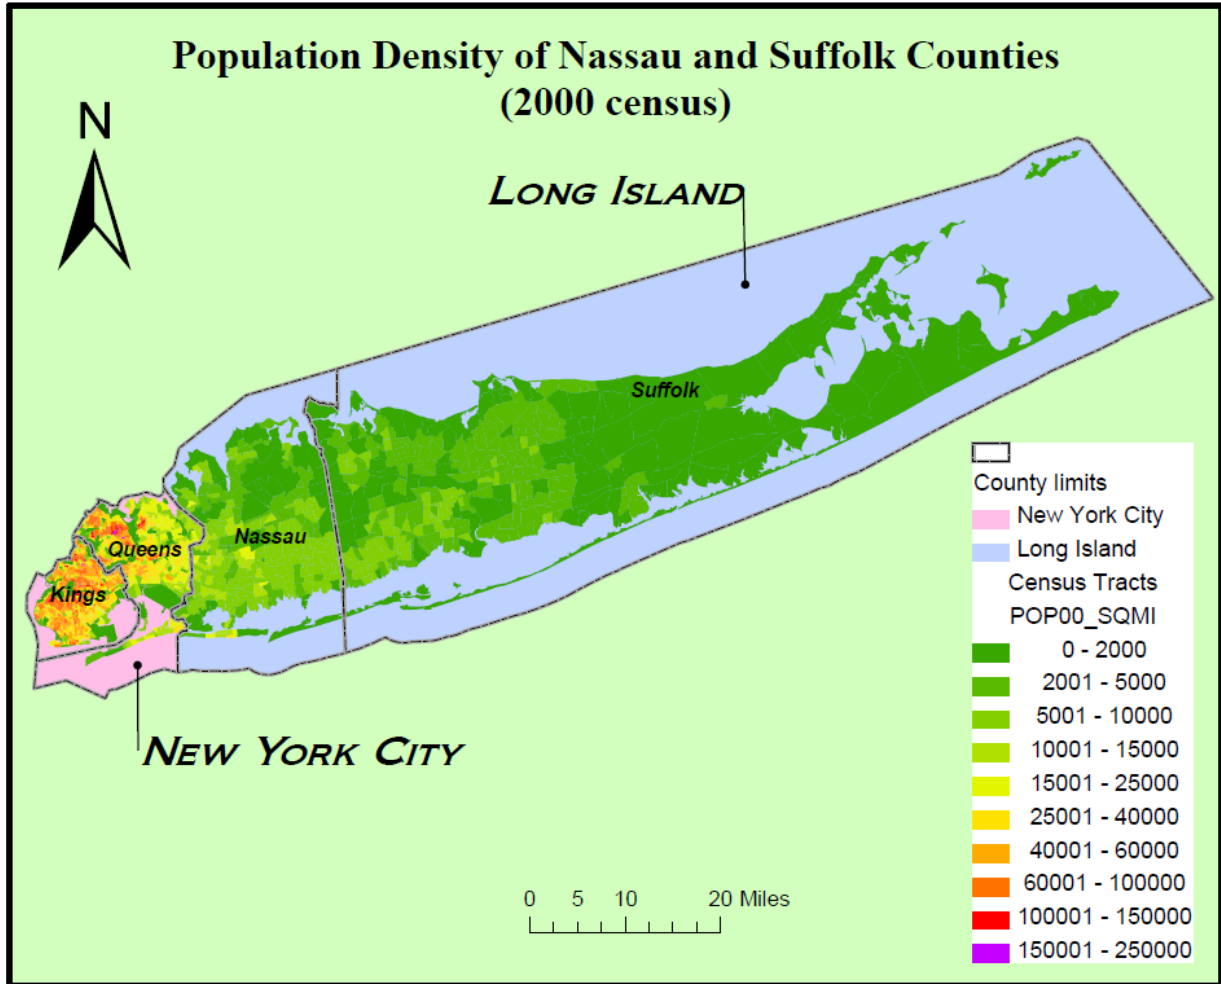 Population Density of Nassau and Suffolk Counties
(2000 census)
N
LONG ISLAND
Suffolk
Nassau
Queens
Kings
NEW YORK CITY
County limits
New York City
Long Island
Census Tracts
POP00_SQMI
0 - 2000
2001 - 5000
5001 - 10000
10001 - 15000
15001 - 25000
25001 - 40000
40001 - 60000
60001 - 100000
100001 - 150000
150001 - 250000
0 5 10 20 Miles